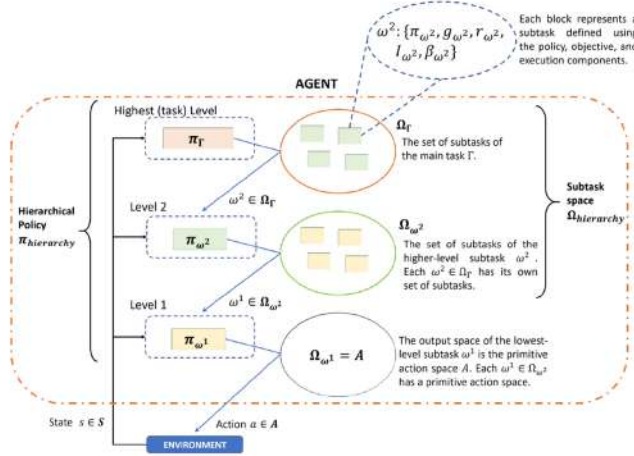 ω²: {π_ω², g_ω², r_ω²,
I_ω², β_ω²}
Each block represents a
subtask defined using
the policy, objective, and
execution components.
AGENT
Highest (task) Level
π_Γ
Ω_Γ
The set of subtasks of
the main task Γ.
ω² ∈ Ω_Γ
Hierarchical
Policy
π_hierarchy
Subtask
space
Ω_hierarchy
Level 2
π_ω²
Ω_ω²
The set of subtasks of the
higher-level subtask ω² .
Each ω² ∈ Ω_Γ has its own
set of subtasks.
ω¹ ∈ Ω_ω²
Level 1
π_ω¹
Ω_ω¹ = A
The output space of the lowest-
level subtask ω¹ is the primitive
action space A. Each ω¹ ∈ Ω_ω²
has a primitive action space.
State s ∈ S
Action a ∈ A
ENVIRONMENT